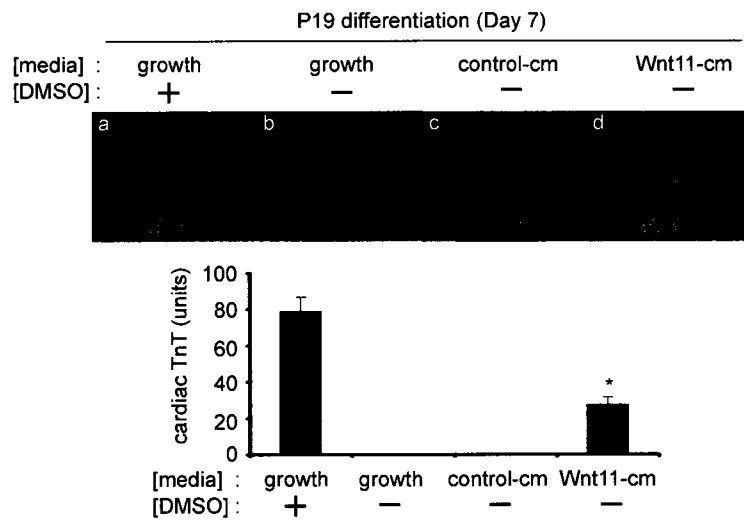 P19 differentiation (Day 7)
[media] : growth growth control-cm Wnt11-cm
[DMSO] : + − − −
a b c d
100
80
60
40
20
0
cardiac TnT (units)
*
[media] : growth growth control-cm Wnt11-cm
[DMSO] : + − − −